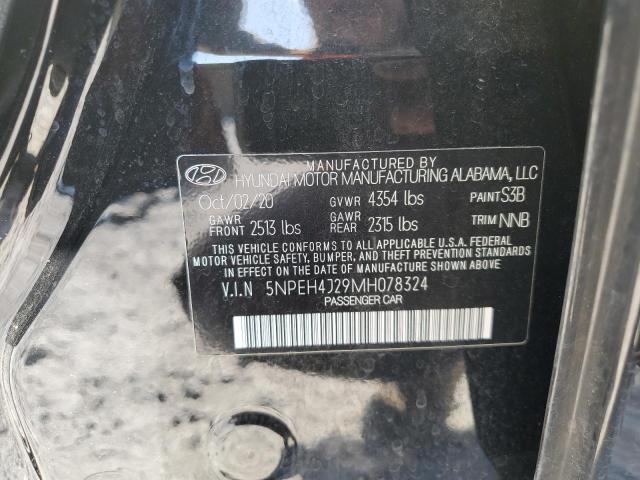 MANUFACTURED BY
HYUNDAI MOTOR MANUFACTURING ALABAMA, LLC
Oct/02/20 GVWR 4354 lbs PAINT S3B
GAWR FRONT 2513 lbs GAWR REAR 2315 lbs TRIM NNB
THIS VEHICLE CONFORMS TO ALL APPLICABLE U.S.A. FEDERAL
MOTOR VEHICLE SAFETY, BUMPER, AND THEFT PREVENTION STANDARDS
IN EFFECT ON THE DATE OF MANUFACTURE SHOWN ABOVE.
V.I.N 5NPEH4J29MH078324
PASSENGER CAR